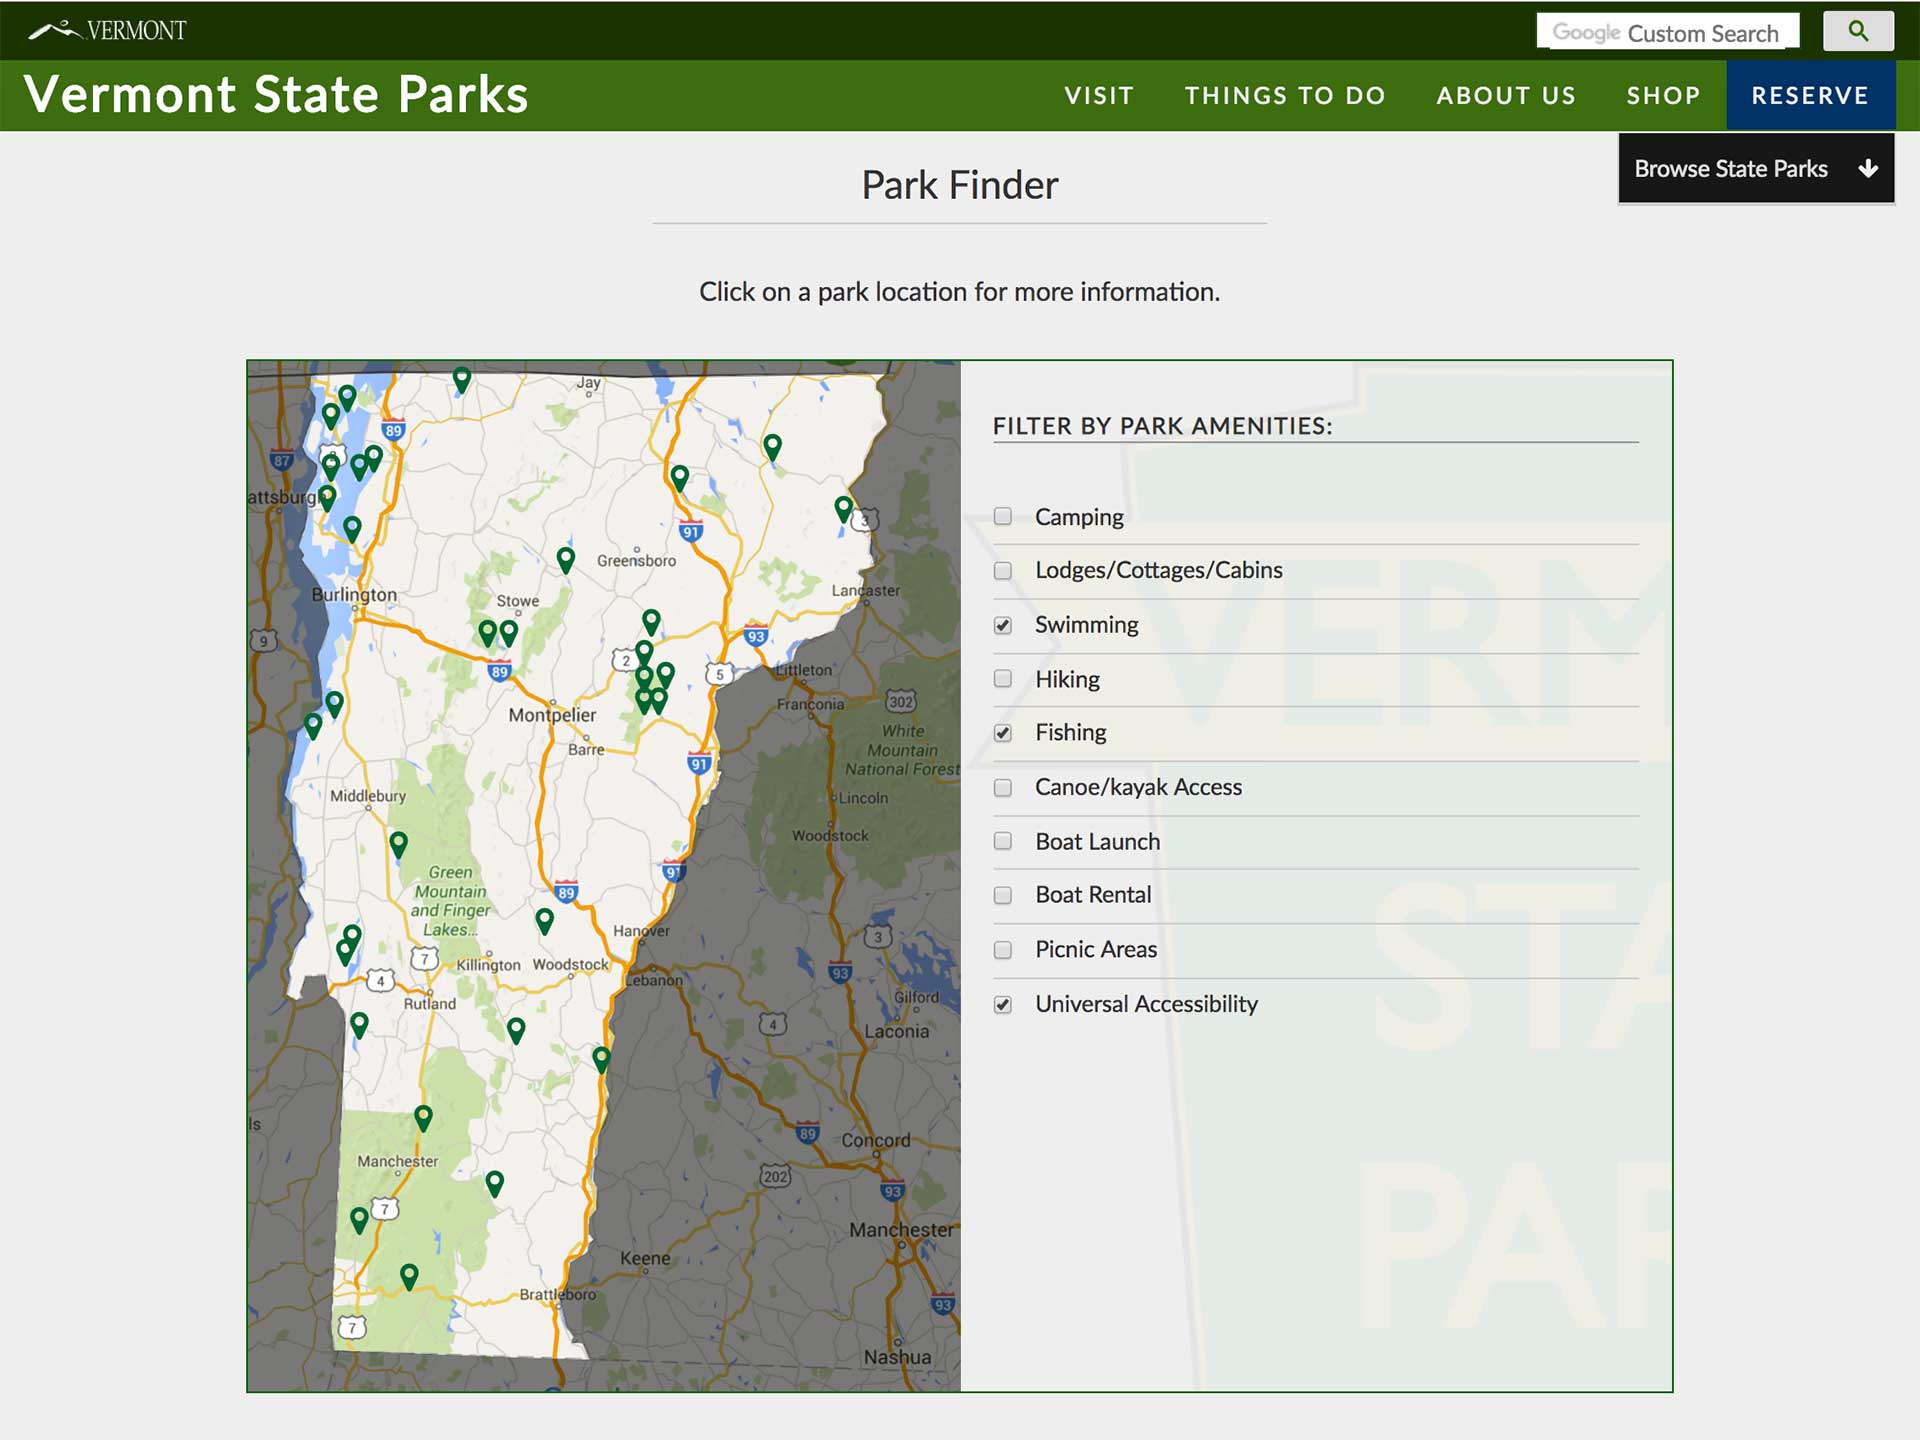 VERMONT
Google Custom Search
Vermont State Parks
VISIT
THINGS TO DO
ABOUT US
SHOP
RESERVE
Browse State Parks
Park Finder
Click on a park location for more information.
Jay
89
87
attsburg
91
3
Greensboro
Burlington
Stowe
Lancaster
9
93
2
89
5
Littleton
302
Franconia
Montpelier
Barre
White
Mountain
National Forest
91
Middlebury
Lincoln
Woodstock
91
Green
Mountain
and Finger
Lakes...
89
Hanover
3
7
Killington
Woodstock
93
4
Lebanon
Rutland
Gilford
4
Laconia
ls
89
Concord
Manchester
202
93
7
Manchester
Keene
Brattleboro
93
7
Nashua
FILTER BY PARK AMENITIES:
Camping
Lodges/Cottages/Cabins
Swimming
Hiking
Fishing
Canoe/kayak Access
Boat Launch
Boat Rental
Picnic Areas
Universal Accessibility
VERM
STA
PAR